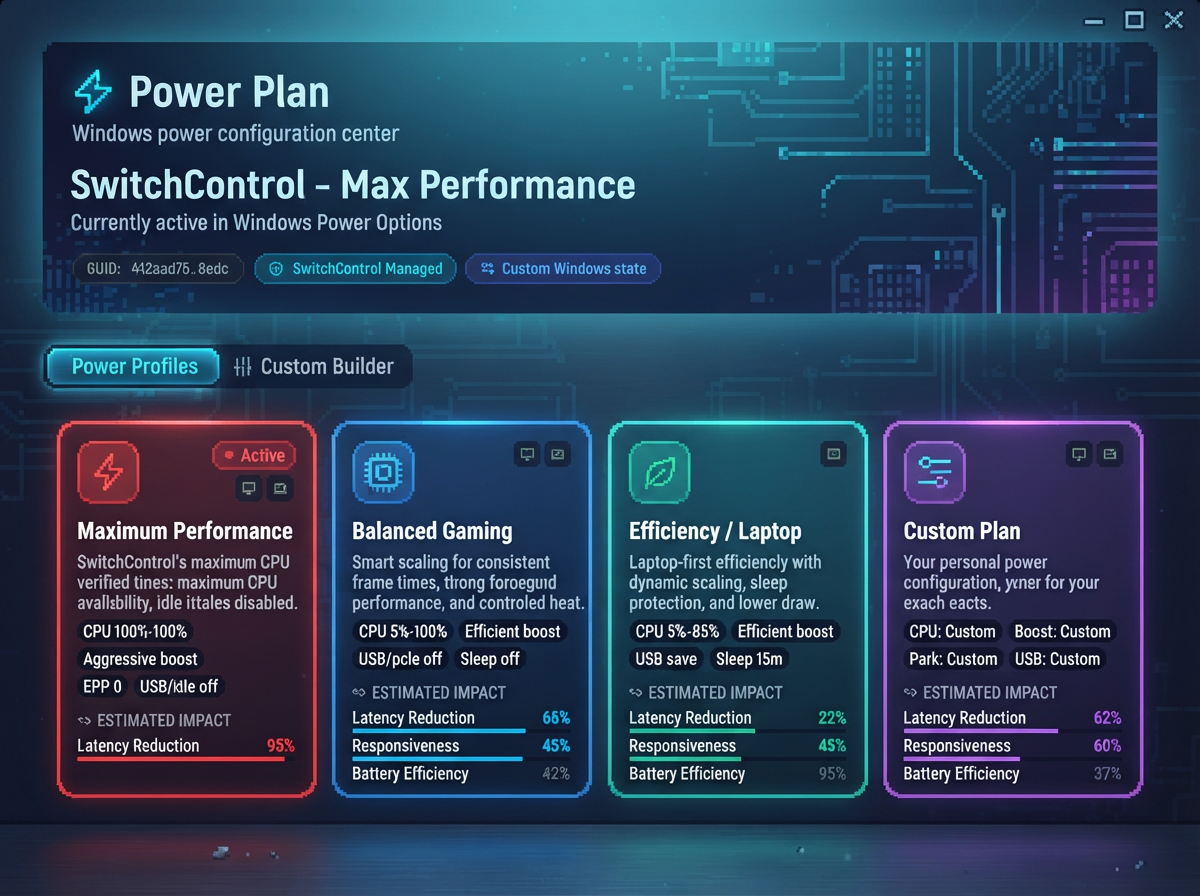 Power Plan
Windows power configuration center
SwitchControl – Max Performance
Currently active in Windows Power Options
GUID: 442aad75..8edc
SwitchControl Managed
Custom Windows state
Power Profiles
Custom Builder
Active
Maximum Performance
SwitchControl's maximum CPU
verified tines: maximum CPU
idle ittales disabled.
CPU 100%-100%
Aggressive boost
EPP 0
USB/idle off
ESTIMATED IMPACT
Latency Reduction 95%
Balanced Gaming
Smart scaling for consistent
frame times, throng
performance, and controled heat.
CPU 5%-100%
Efficient boost
USB/pcle off
Sleep off
ESTIMATED IMPACT
Latency Reduction 66%
Responsiveness 45%
Battery Efficiency 42%
Efficiency / Laptop
Laptop-first efficiencly with
dynamic scaling, sleep
protection, and lower draw.
CPU 5%-85%
Efficient boost
USB save
Sleep 15m
ESTIMATED IMPACT
Latency Reduction 22%
Responsiveness 45%
Battery Efficiency 95%
Custom Plan
Your personal power
configuration, for your
exach eacts.
CPU: Custom
Boost: Custom
Park: Custom
USB: Custom
ESTIMATED IMPACT
Latency Reduction 62%
Responsiveness 60%
Battery Efficiency 37%